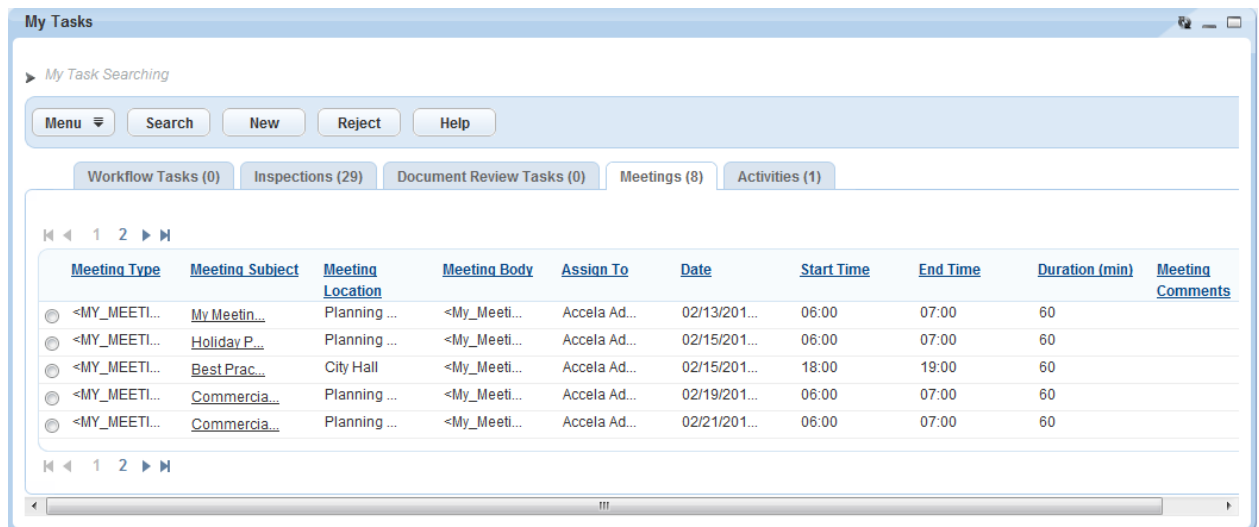 My Tasks
My Task Searching
Menu Search New Reject Help
Workflow Tasks (0) Inspections (29) Document Review Tasks (0) Meetings (8) Activities (1)
1 2
Meeting Type Meeting Subject Meeting Location Meeting Body Assign To Date Start Time End Time Duration (min) Meeting Comments
<MY_MEETI... My Meetin... Planning ... <My_Meeti... Accela Ad... 02/13/201... 06:00 07:00 60
<MY_MEETI... Holiday P... Planning ... <My_Meeti... Accela Ad... 02/15/201... 06:00 07:00 60
<MY_MEETI... Best Prac... City Hall <My_Meeti... Accela Ad... 02/15/201... 18:00 19:00 60
<MY_MEETI... Commercia... Planning ... <My_Meeti... Accela Ad... 02/19/201... 06:00 07:00 60
<MY_MEETI... Commercia... Planning ... <My_Meeti... Accela Ad... 02/21/201... 06:00 07:00 60
1 2